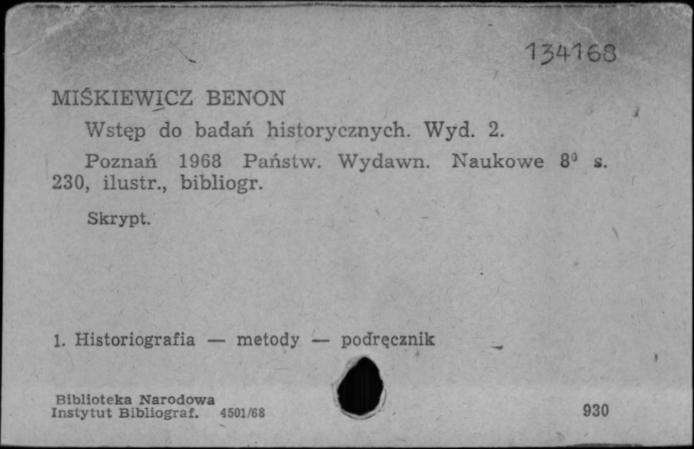 134168
MIŚKIEWICZ BENON
Wstęp do badań historycznych. Wyd. 2.
Poznań 1968 Państw. Wydawn. Naukowe 8⁰ s.
230, ilustr., bibliogr.
Skrypt.
1. Historiografia — metody — podręcznik
Biblioteka Narodowa
Instytut Bibliograf. 4501/68
930